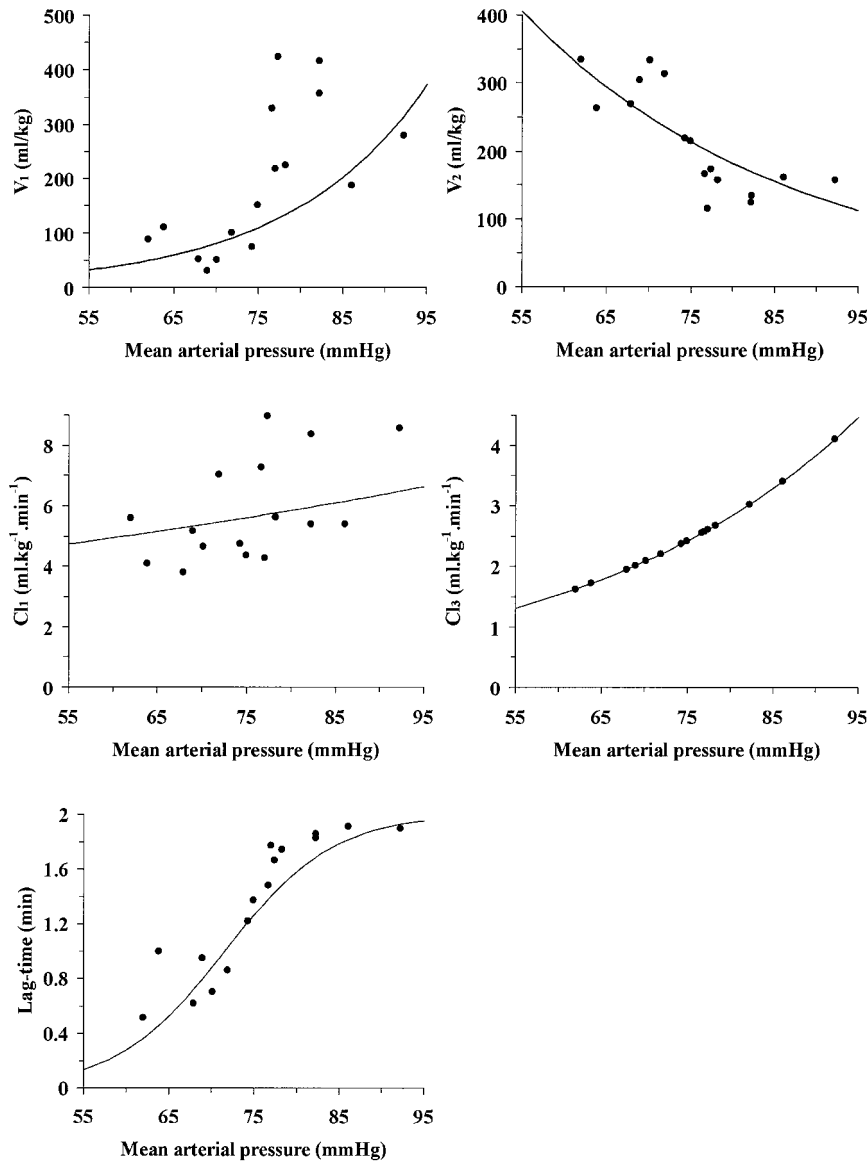 500
400
300
200
100
0
V₁ (ml/kg)
55 65 75 85 95
Mean arterial pressure (mmHg)
400
300
200
100
0
V₂ (ml/kg)
55 65 75 85 95
Mean arterial pressure (mmHg)
8
6
4
2
0
Cl₁ (ml.kg⁻¹.min⁻¹)
55 65 75 85 95
Mean arterial pressure (mmHg)
4
3
2
1
0
Cl₃ (ml.kg⁻¹.min⁻¹)
55 65 75 85 95
Mean arterial pressure (mmHg)
2
1.6
1.2
0.8
0.4
0
Lag-time (min)
55 65 75 85 95
Mean arterial pressure (mmHg)